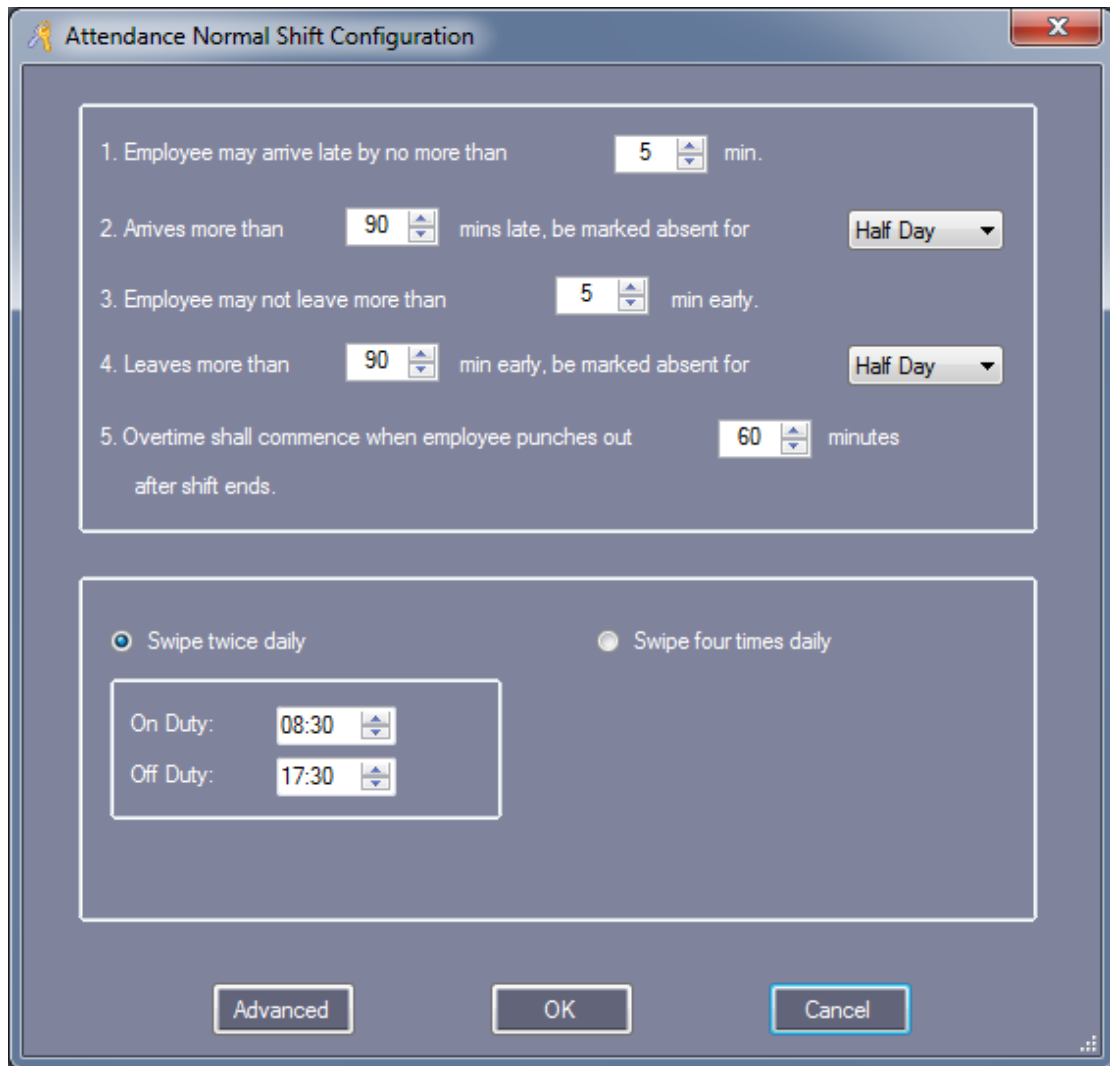 Attendance Normal Shift Configuration
1. Employee may arrive late by no more than 5 min.
2. Arrives more than 90 mins late, be marked absent for Half Day
3. Employee may not leave more than 5 min early.
4. Leaves more than 90 min early, be marked absent for Half Day
5. Overtime shall commence when employee punches out 60 minutes
after shift ends.
Swipe twice daily Swipe four times daily
On Duty: 08:30
Off Duty: 17:30
Advanced OK Cancel